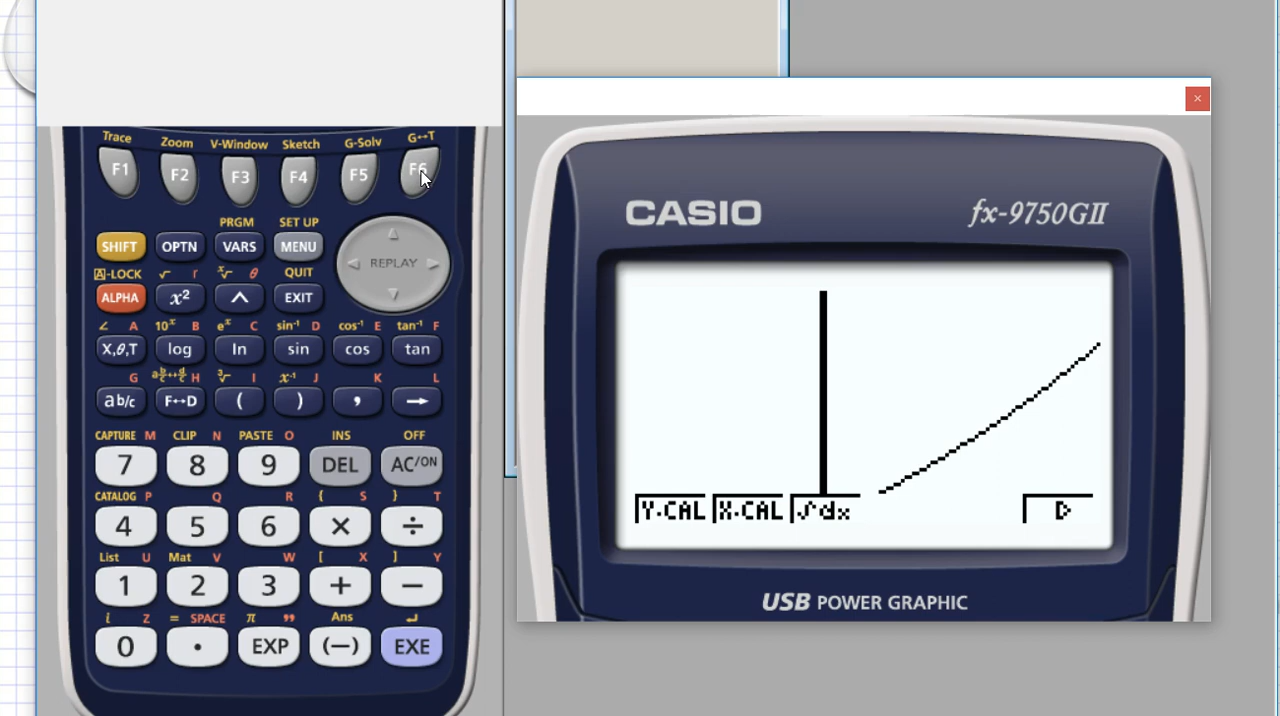 Trace Zoom V-Window Sketch G-Solv G↔T
F1 F2 F3 F4 F5 F6
PRGM SET UP
SHIFT OPTN VARS MENU
REPLAY
A-LOCK √ r ˣ√ θ QUIT
ALPHA x² ^ EXIT
∠ A 10ˣ B eˣ C sin⁻¹ D cos⁻¹ E tan⁻¹ F
X,θ,T log ln sin cos tan
G a b/c↔d/c H ³√ I x⁻¹ J K L
a b/c F↔D ( ) , →
CAPTURE M CLIP N PASTE O INS OFF
7 8 9 DEL AC/ON
CATALOG P Q R { S } T
4 5 6 × ÷
List U Mat V W [ X ] Y
1 2 3 + −
i Z = SPACE π " Ans ↵
0 . EXP (−) EXE
×
CASIO fx-9750GII
Y-CAL X-CAL ∫dx ▷
USB POWER GRAPHIC